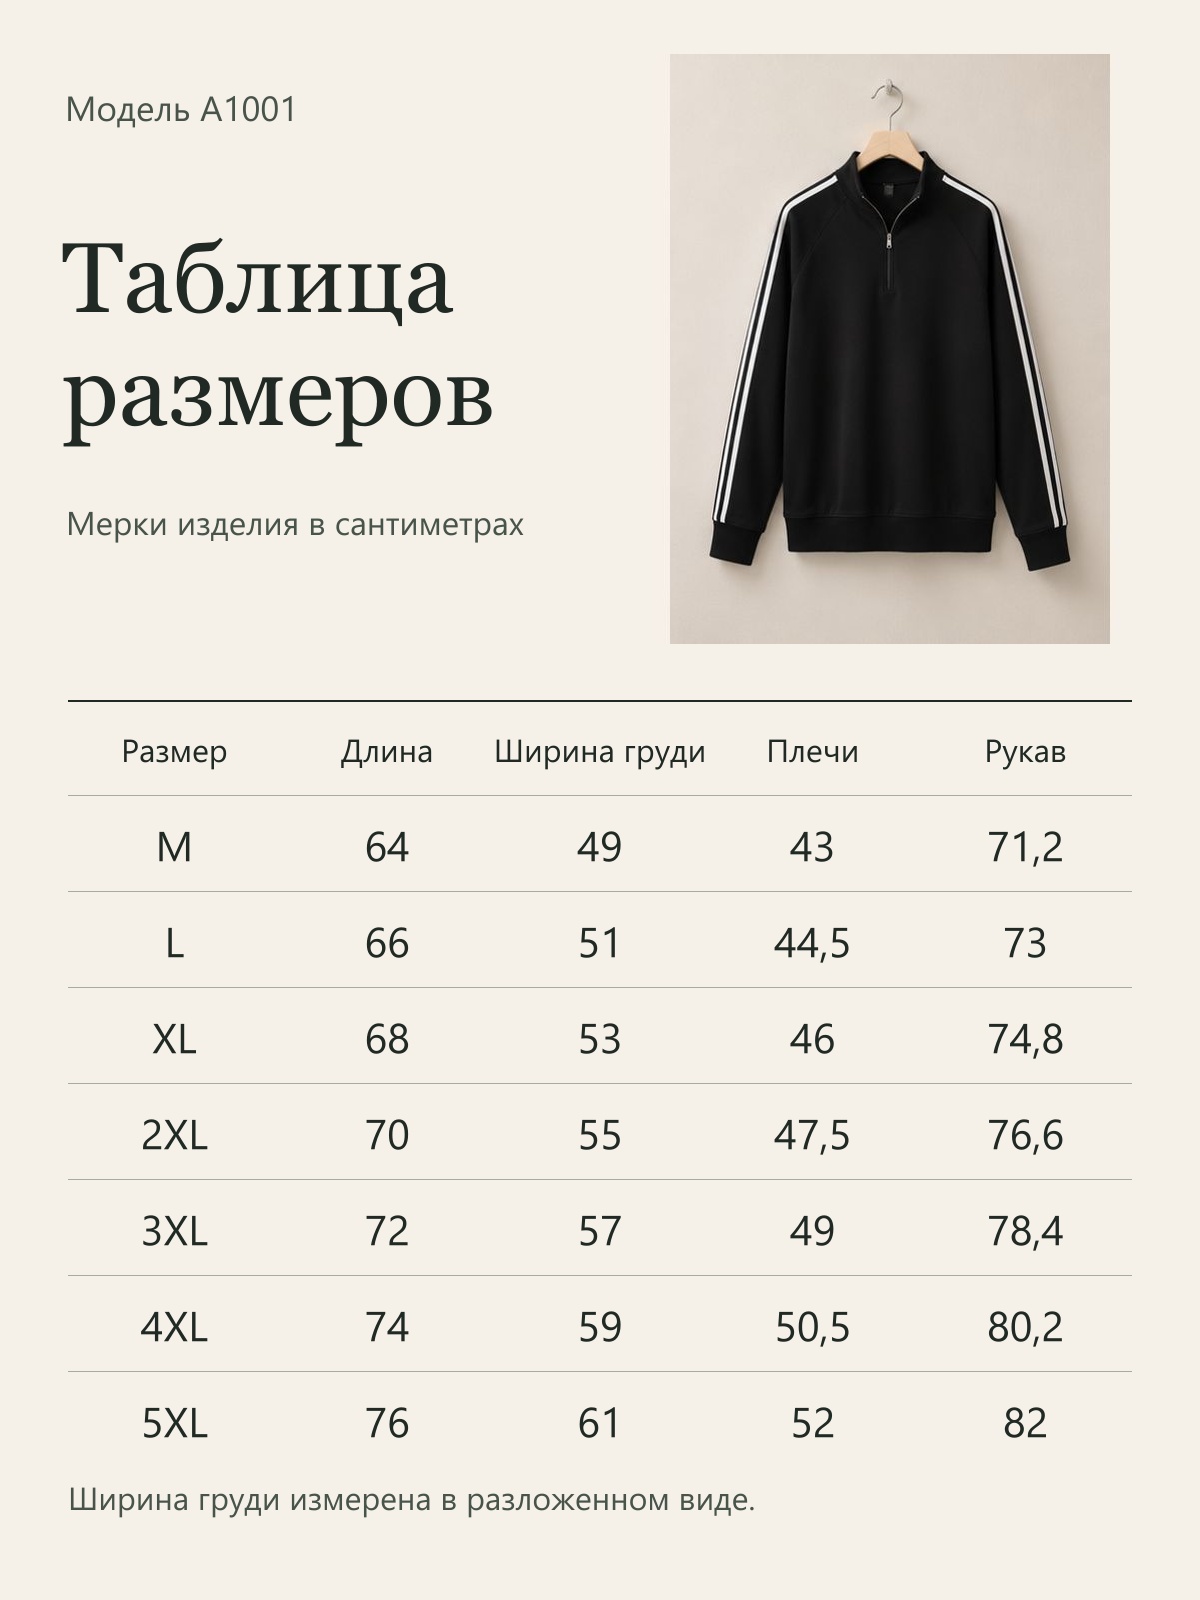 Модель A1001
Таблица
размеров
Мерки изделия в сантиметрах
Размер Длина Ширина груди Плечи Рукав
M 64 49 43 71,2
L 66 51 44,5 73
XL 68 53 46 74,8
2XL 70 55 47,5 76,6
3XL 72 57 49 78,4
4XL 74 59 50,5 80,2
5XL 76 61 52 82
Ширина груди измерена в разложенном виде.